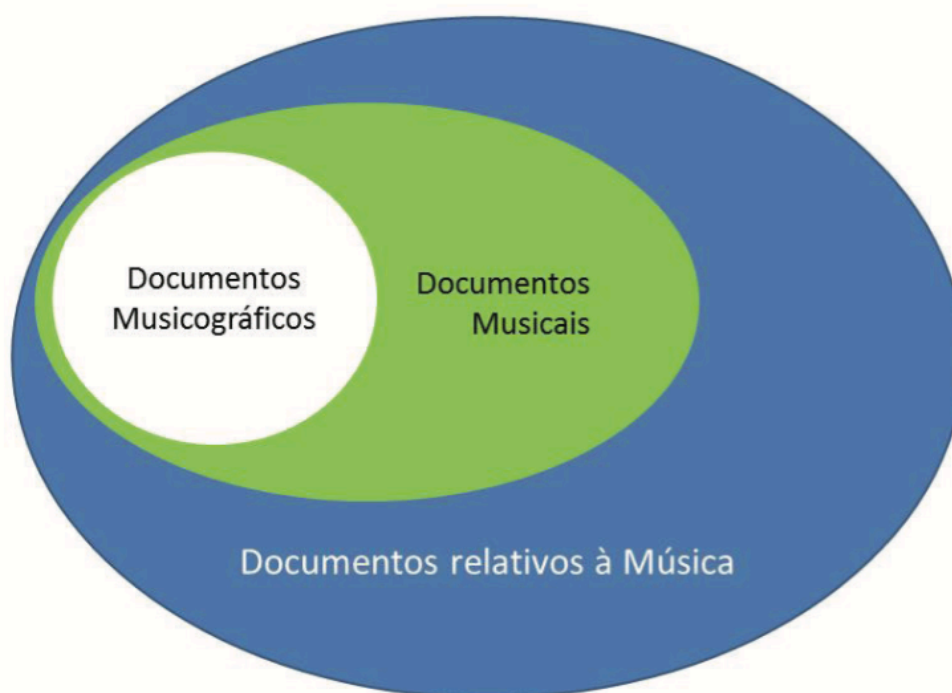 Documentos
Musicográficos
Documentos
Musicais
Documentos relativos à Música